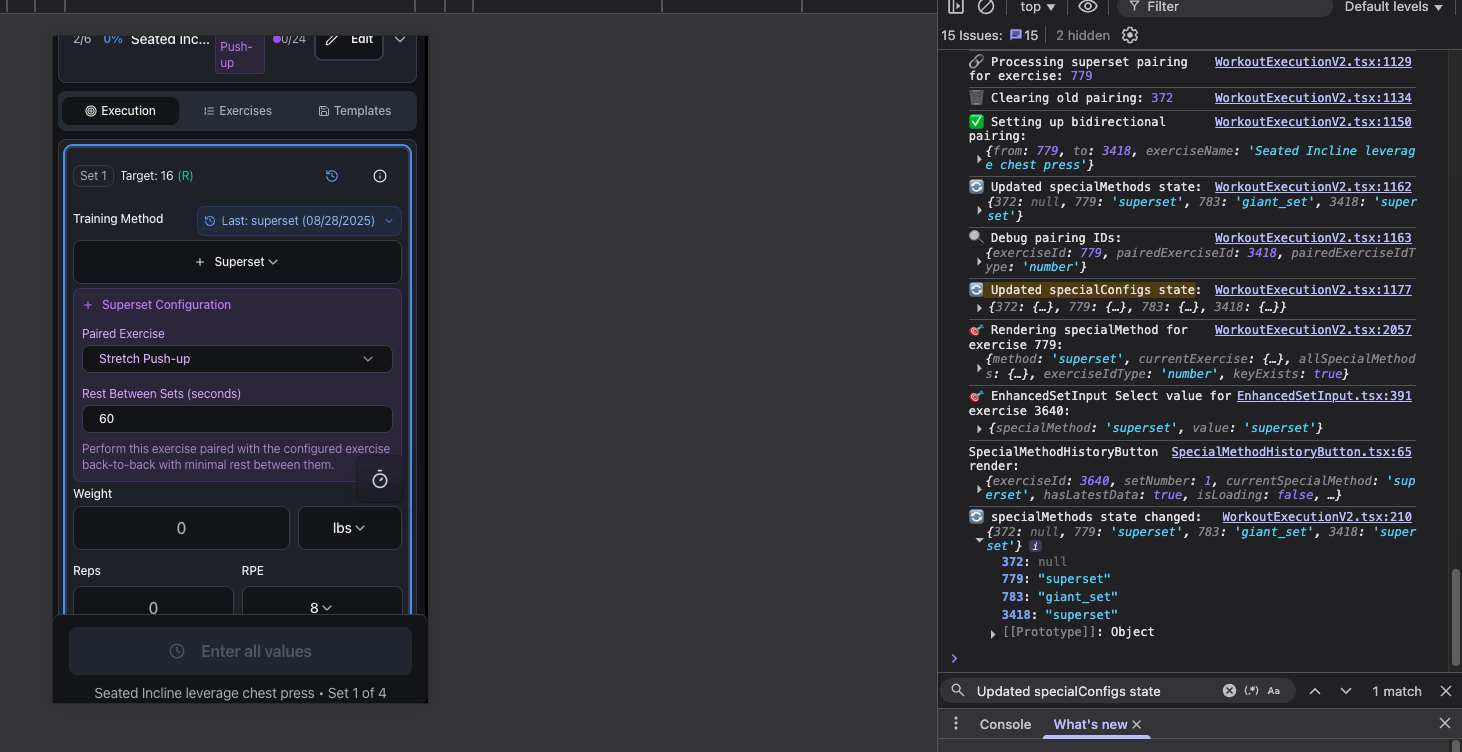 2/6 0% Seated Inc... Push-up 0/24 Edit
Execution Exercises Templates
Set 1 Target: 16 (R)
Training Method Last: superset (08/28/2025)
+ Superset
+ Superset Configuration
Paired Exercise
Stretch Push-up
Rest Between Sets (seconds)
60
Perform this exercise paired with the configured exercise
back-to-back with minimal rest between them.
Weight
0 lbs
Reps RPE
0 8
Enter all values
Seated Incline leverage chest press • Set 1 of 4
top Filter Default levels
15 Issues: 15 2 hidden
Processing superset pairing WorkoutExecutionV2.tsx:1129
for exercise: 779
Clearing old pairing: 372 WorkoutExecutionV2.tsx:1134
Setting up bidirectional WorkoutExecutionV2.tsx:1150
pairing:
{from: 779, to: 3418, exerciseName: 'Seated Incline leverag
e chest press'}
Updated specialMethods state: WorkoutExecutionV2.tsx:1162
{372: null, 779: 'superset', 783: 'giant_set', 3418: 'super
set'}
Debug pairing IDs: WorkoutExecutionV2.tsx:1163
{exerciseId: 779, pairedExerciseId: 3418, pairedExerciseIdT
ype: 'number'}
Updated specialConfigs state: WorkoutExecutionV2.tsx:1177
{372: {…}, 779: {…}, 783: {…}, 3418: {…}}
Rendering specialMethod for WorkoutExecutionV2.tsx:2057
exercise 779:
{method: 'superset', currentExercise: {…}, allSpecialMethod
s: {…}, exerciseIdType: 'number', keyExists: true}
EnhancedSetInput Select value for EnhancedSetInput.tsx:391
exercise 3640:
{specialMethod: 'superset', value: 'superset'}
SpecialMethodHistoryButton SpecialMethodHistoryButton.tsx:65
render:
{exerciseId: 3640, setNumber: 1, currentSpecialMethod: 'sup
erset', hasLatestData: true, isLoading: false, …}
specialMethods state changed: WorkoutExecutionV2.tsx:210
{372: null, 779: 'superset', 783: 'giant_set', 3418: 'super
set'} i
372: null
779: "superset"
783: "giant_set"
3418: "superset"
[[Prototype]]: Object
Updated specialConfigs state (.*) Aa 1 match
Console What's new